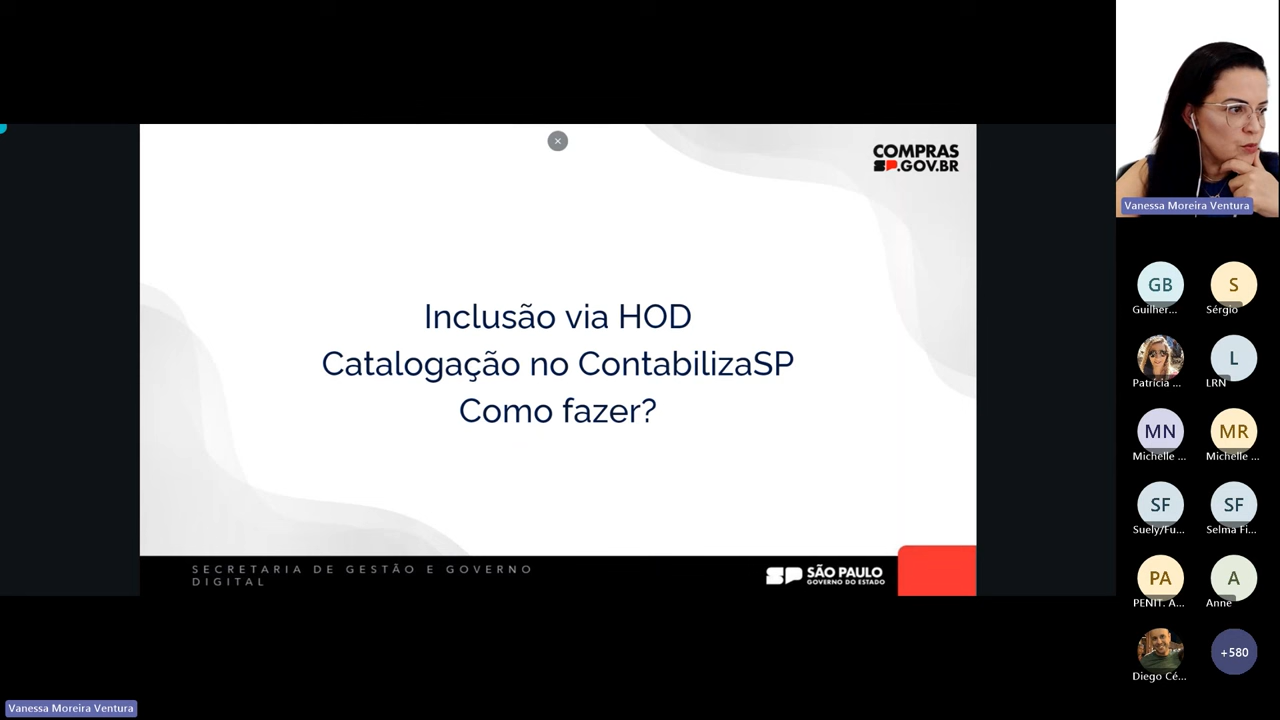 COMPRAS
SP.GOV.BR
Inclusão via HOD
Catalogação no ContabilizaSP
Como fazer?
SECRETARIA DE GESTÃO E GOVERNO
DIGITAL
SP SÃO PAULO
GOVERNO DO ESTADO
Vanessa Moreira Ventura
GB
Guilher...
S
Sérgio
Patrícia ...
L
LRN
MN
Michelle ...
MR
Michelle ...
SF
Suely/Fu...
SF
Selma Fi...
PA
PENIT. A...
A
Anne
Diego Cé...
+580
Vanessa Moreira Ventura